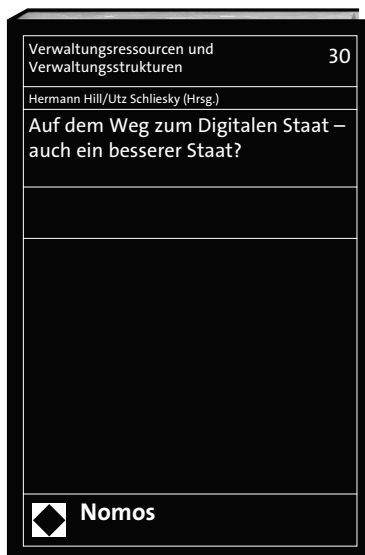 Verwaltungsressourcen und
Verwaltungsstrukturen
30
Hermann Hill/Utz Schliesky (Hrsg.)
Auf dem Weg zum Digitalen Staat –
auch ein besserer Staat?
Nomos